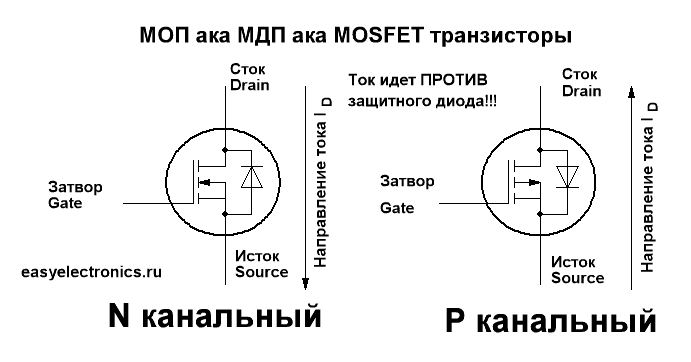 МОП ака МДП ака MOSFET транзисторы
Сток
Drain
Ток идет ПРОТИВ
защитного диода!!!
Сток
Drain
Направление тока I D
Направление тока I D
Затвор
Gate
Затвор
Gate
Исток
Source
Исток
Source
easyelectronics.ru
N канальный
P канальный